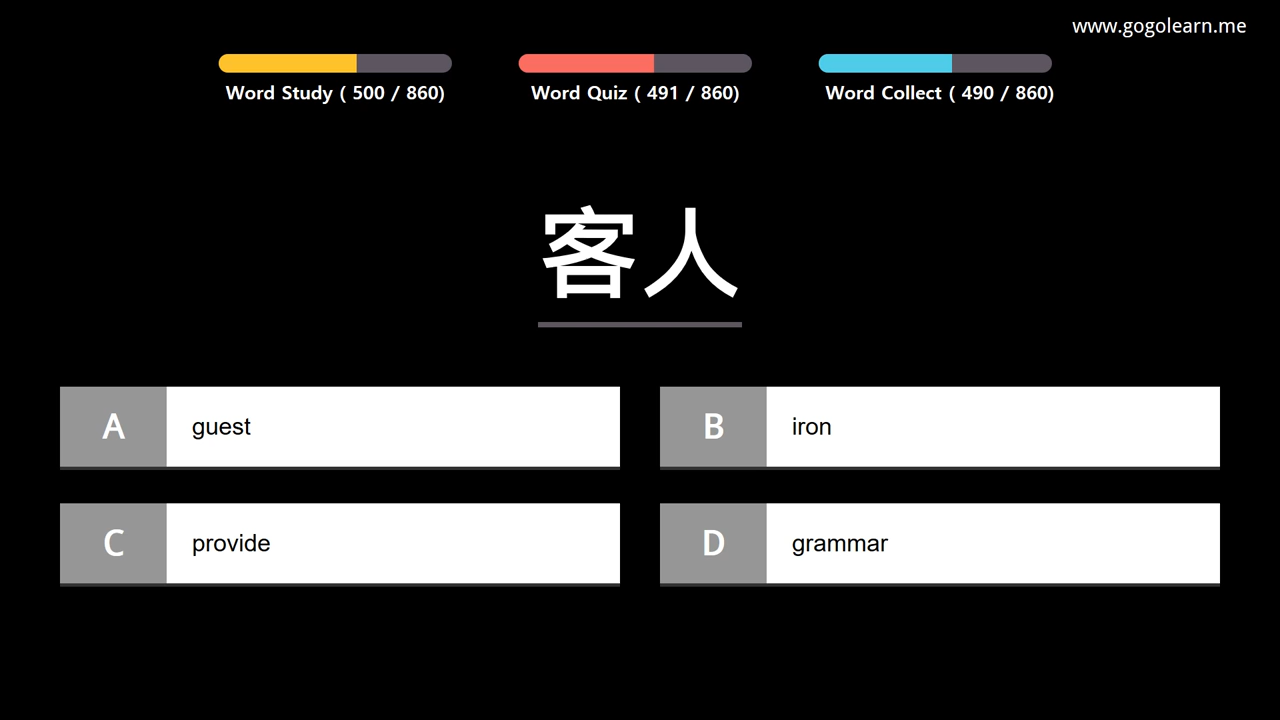 www.gogolearn.me
Word Study ( 500 / 860)
Word Quiz ( 491 / 860)
Word Collect ( 490 / 860)
客人
A guest
B iron
C provide
D grammar